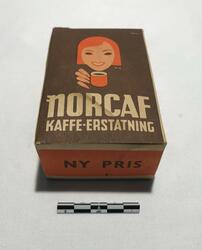 NORCAF
KAFFE-ERSTATNING
NY PRIS